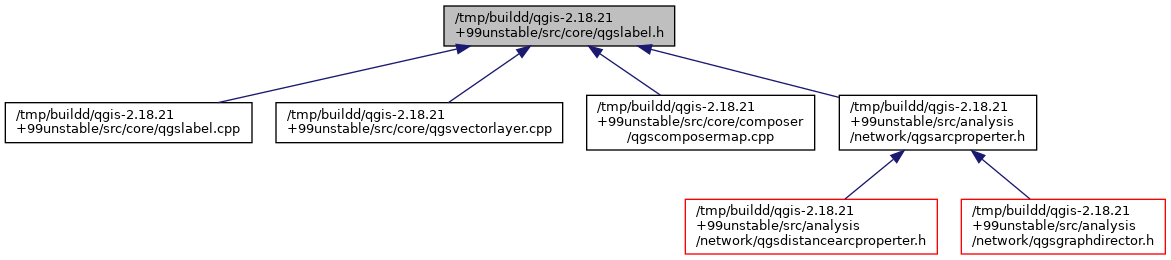 /tmp/buildd/qgis-2.18.21
+99unstable/src/core/qgslabel.h
/tmp/buildd/qgis-2.18.21
+99unstable/src/core/qgslabel.cpp
/tmp/buildd/qgis-2.18.21
+99unstable/src/core/qgsvectorlayer.cpp
/tmp/buildd/qgis-2.18.21
+99unstable/src/core/composer
/qgscomposermap.cpp
/tmp/buildd/qgis-2.18.21
+99unstable/src/analysis
/network/qgsarcproperter.h
/tmp/buildd/qgis-2.18.21
+99unstable/src/analysis
/network/qgsdistancearcproperter.h
/tmp/buildd/qgis-2.18.21
+99unstable/src/analysis
/network/qgsgraphdirector.h